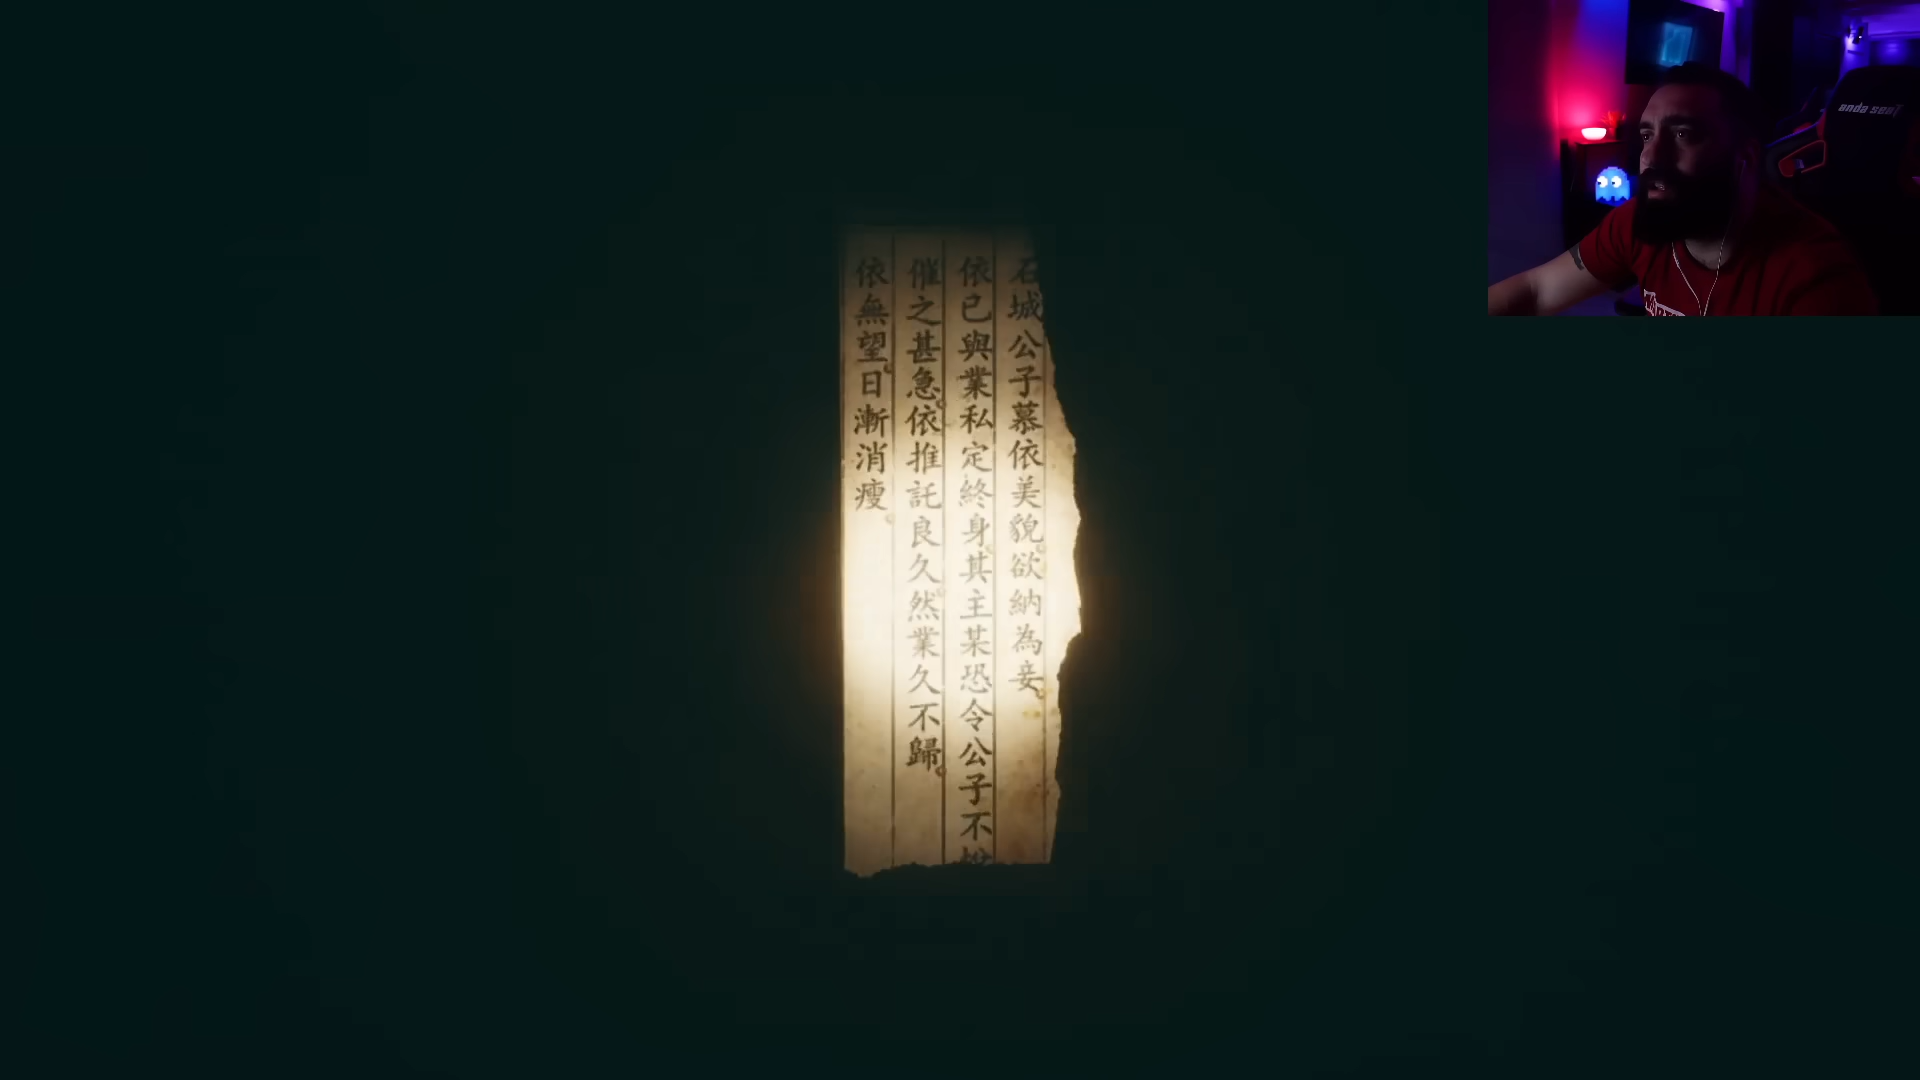 石城公子慕依美貌。欲納為妾。
依已與業私定終身。其主某恐令公子不
催之甚急。依推託良久。然業久不歸。
依無望。日漸消瘦。
anda seaT